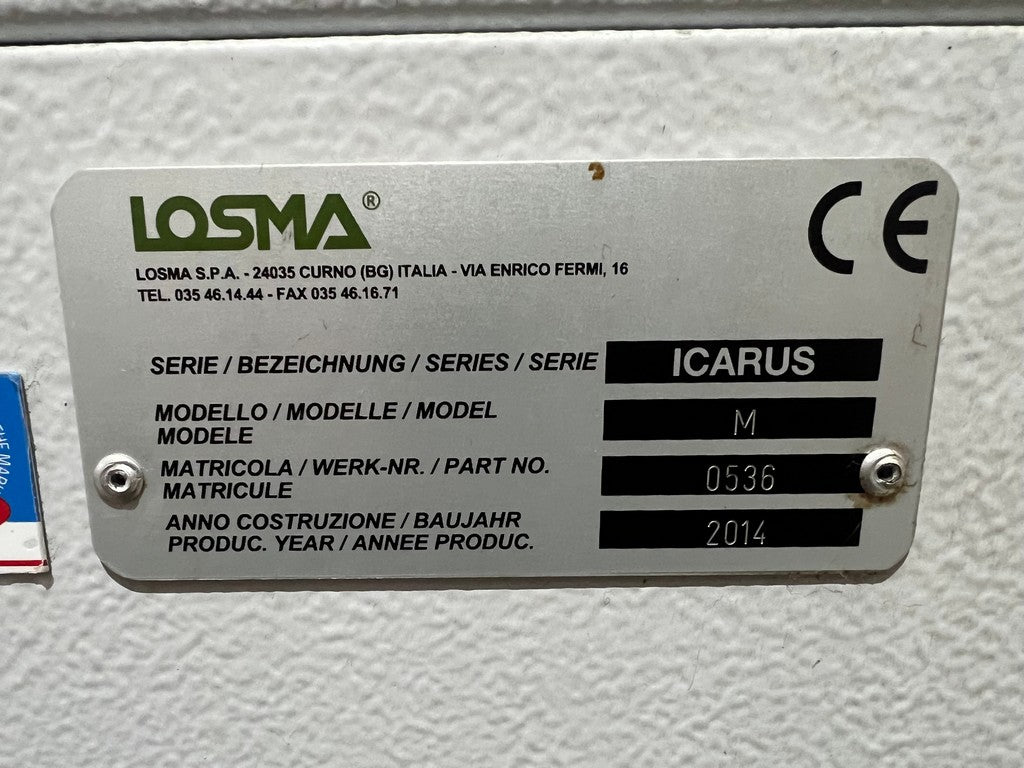 LOSMA®
CE
LOSMA S.P.A. - 24035 CURNO (BG) ITALIA - VIA ENRICO FERMI, 16
TEL. 035 46.14.44 - FAX 035 46.16.71
SERIE / BEZEICHNUNG / SERIES / SERIE ICARUS
MODELLO / MODELLE / MODEL M
MODELE
MATRICOLA / WERK-NR. / PART NO. 0536
MATRICULE
ANNO COSTRUZIONE / BAUJAHR 2014
PRODUC. YEAR / ANNEE PRODUC.